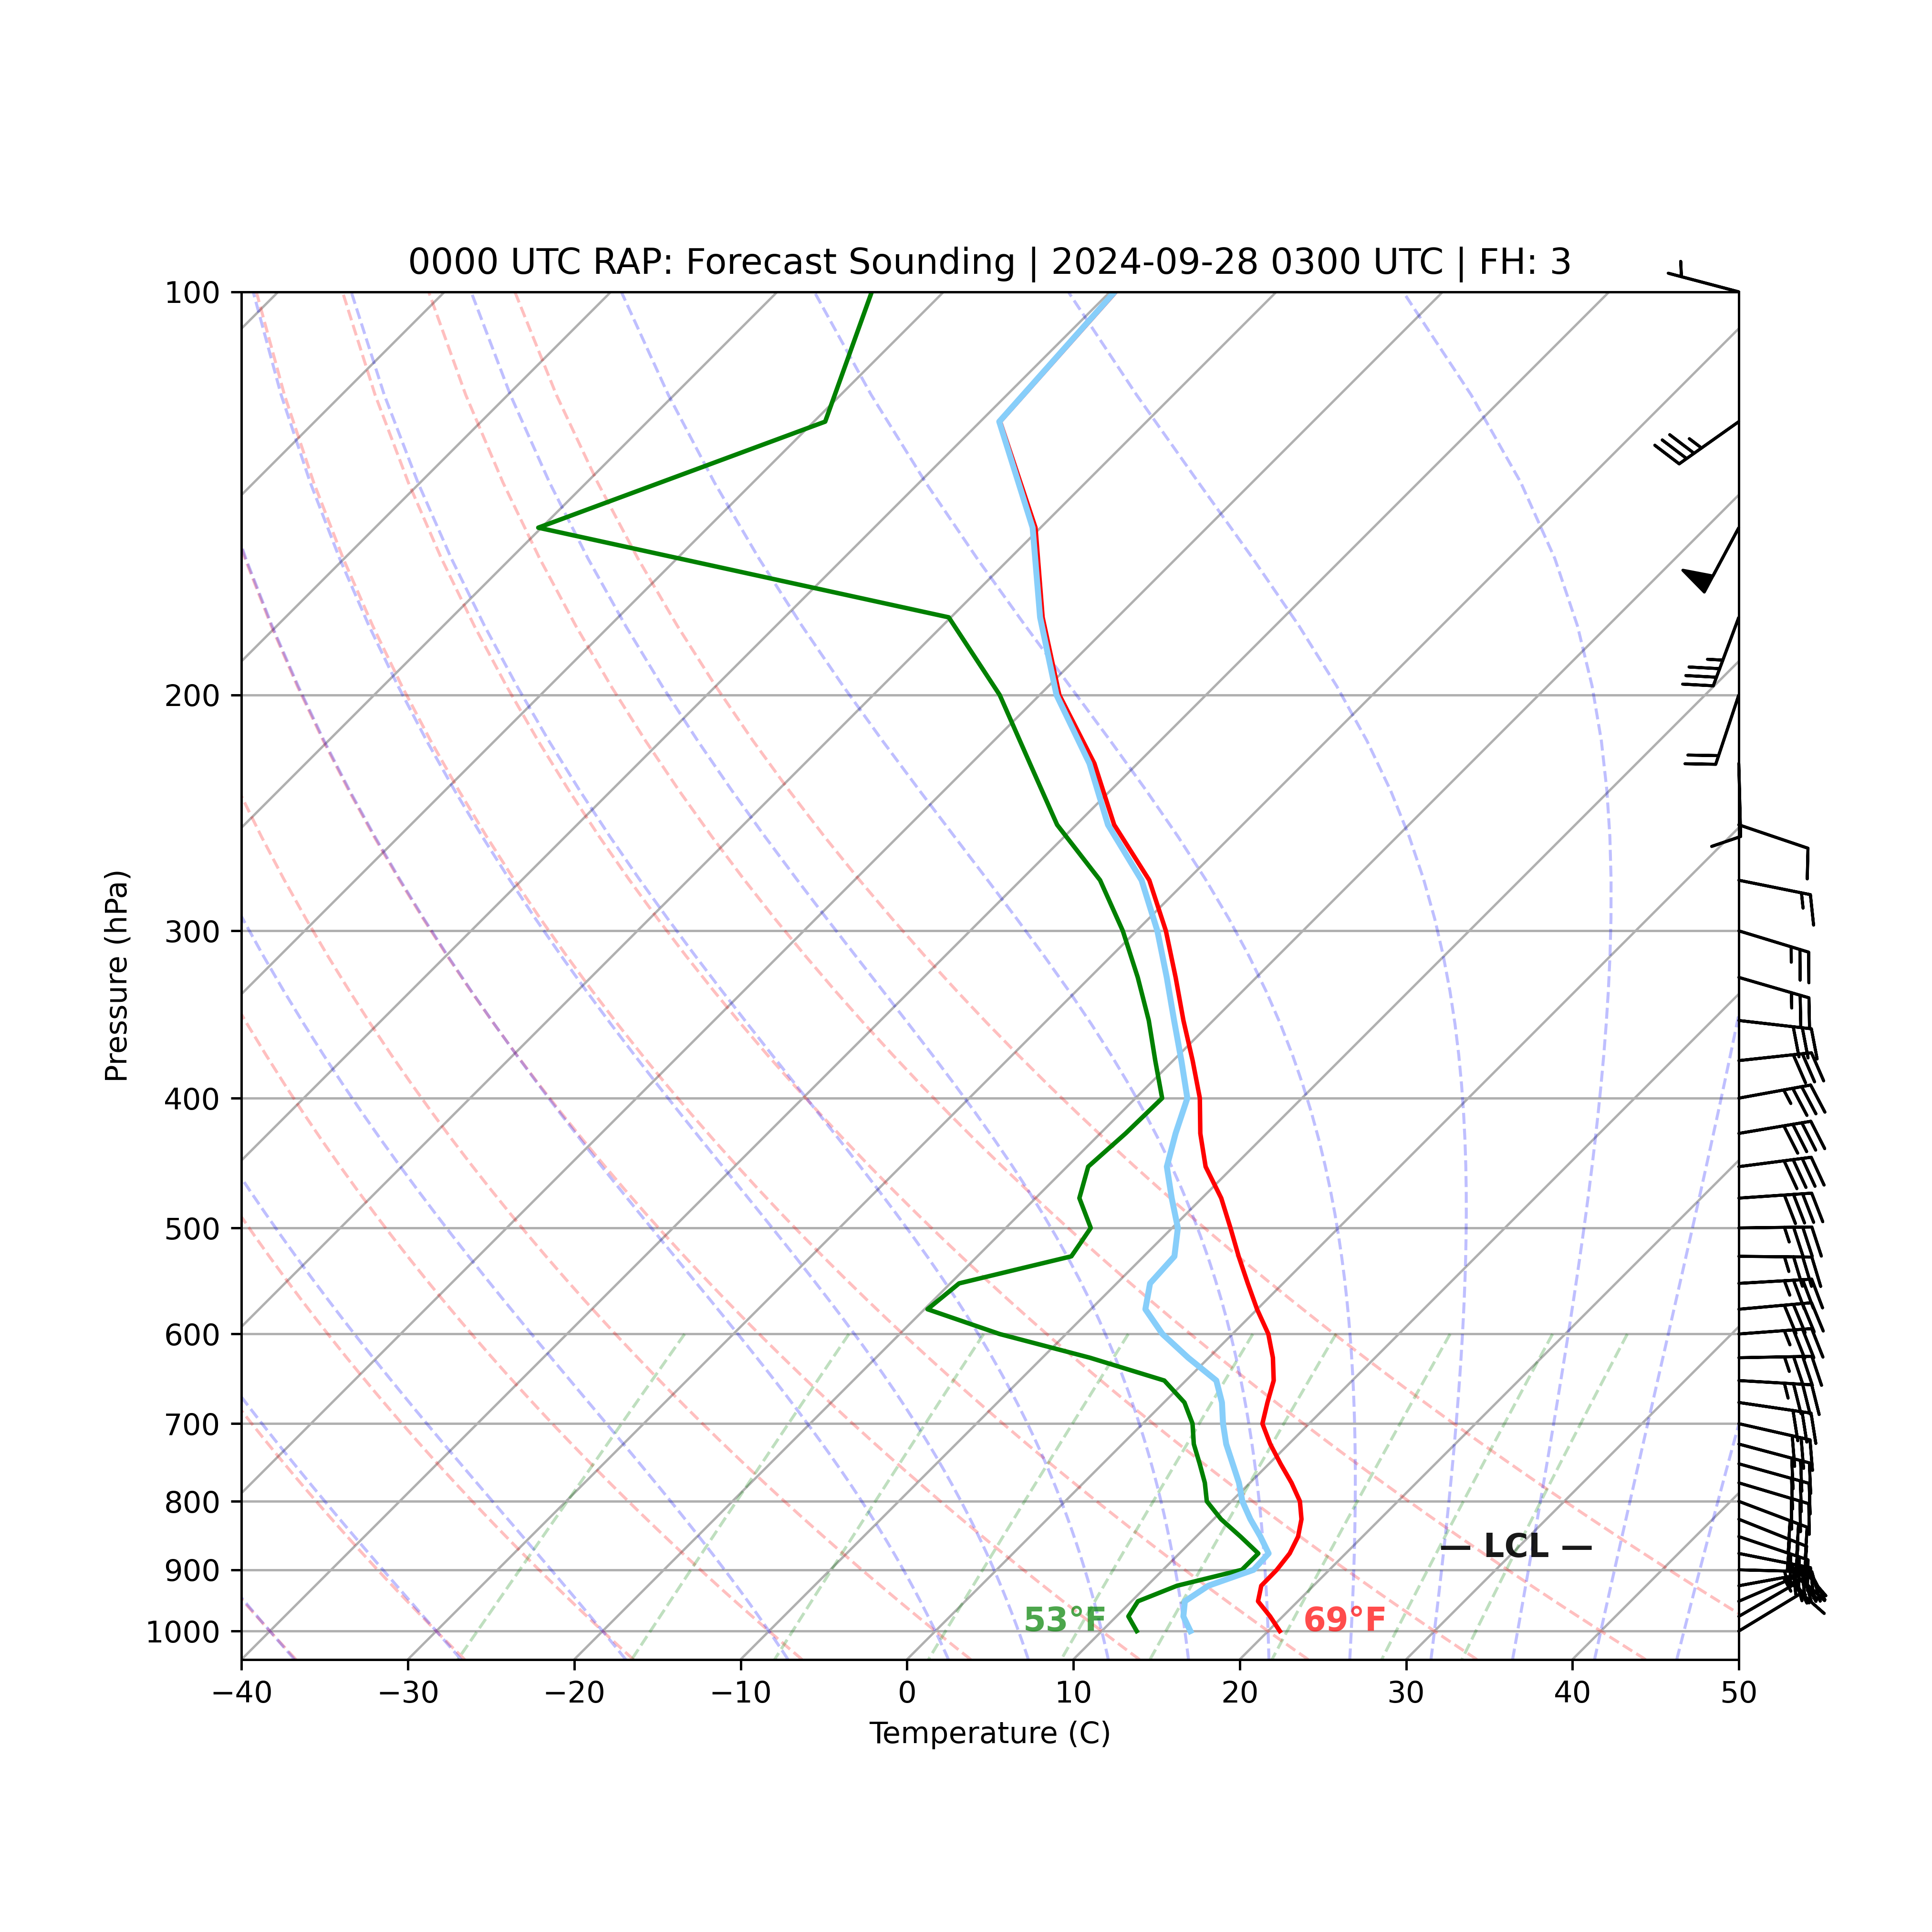 0000 UTC RAP: Forecast Sounding | 2024-09-28 0300 UTC | FH: 3
100
200
300
400
500
600
700
800
900
1000
Pressure (hPa)
— LCL —
53°F
69°F
−40 −30 −20 −10 0 10 20 30 40 50
Temperature (C)